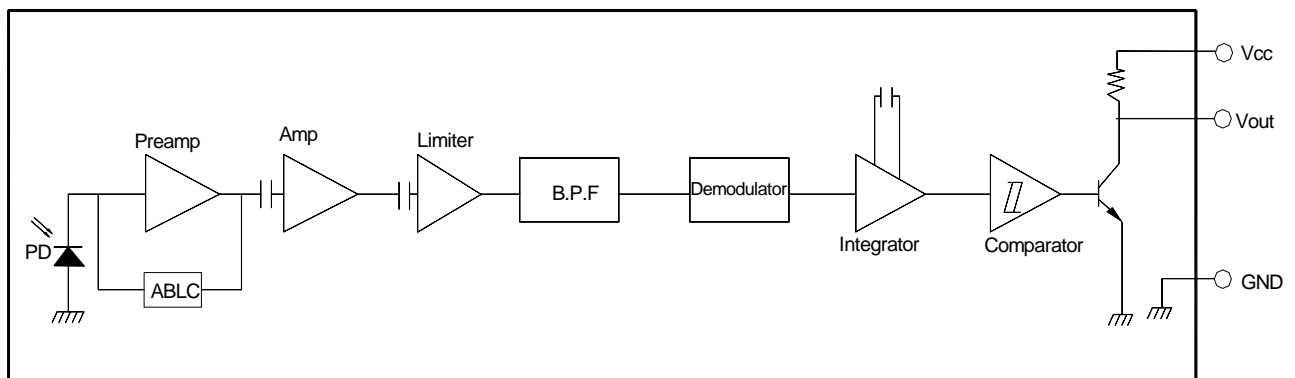 Preamp
Amp
Limiter
B.P.F
Demodulator
Integrator
Comparator
PD
ABLC
Vcc
Vout
GND